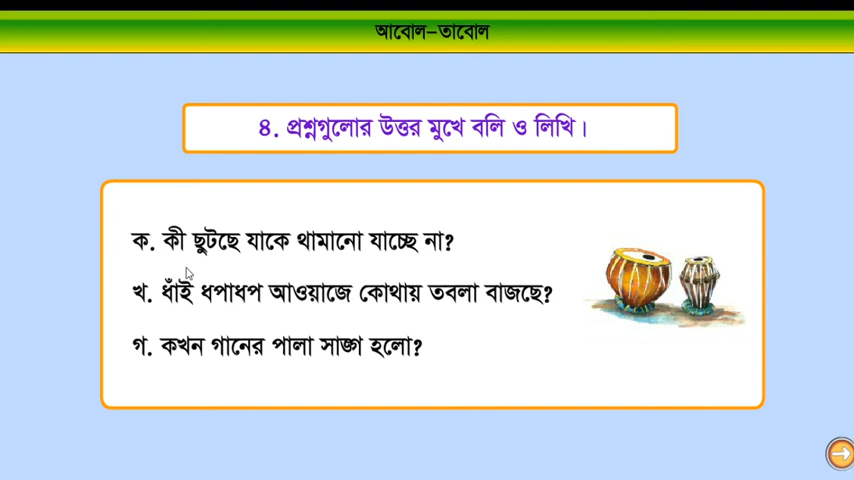 আবোল-তাবোল
৪. প্রশ্নগুলোর উত্তর মুখে বলি ও লিখি।
ক. কী ছুটছে যাকে থামানো যাচ্ছে না?
খ. ধাঁই ধপাধপ আওয়াজে কোথায় তবলা বাজছে?
গ. কখন গানের পালা সাঙ্গ হলো?